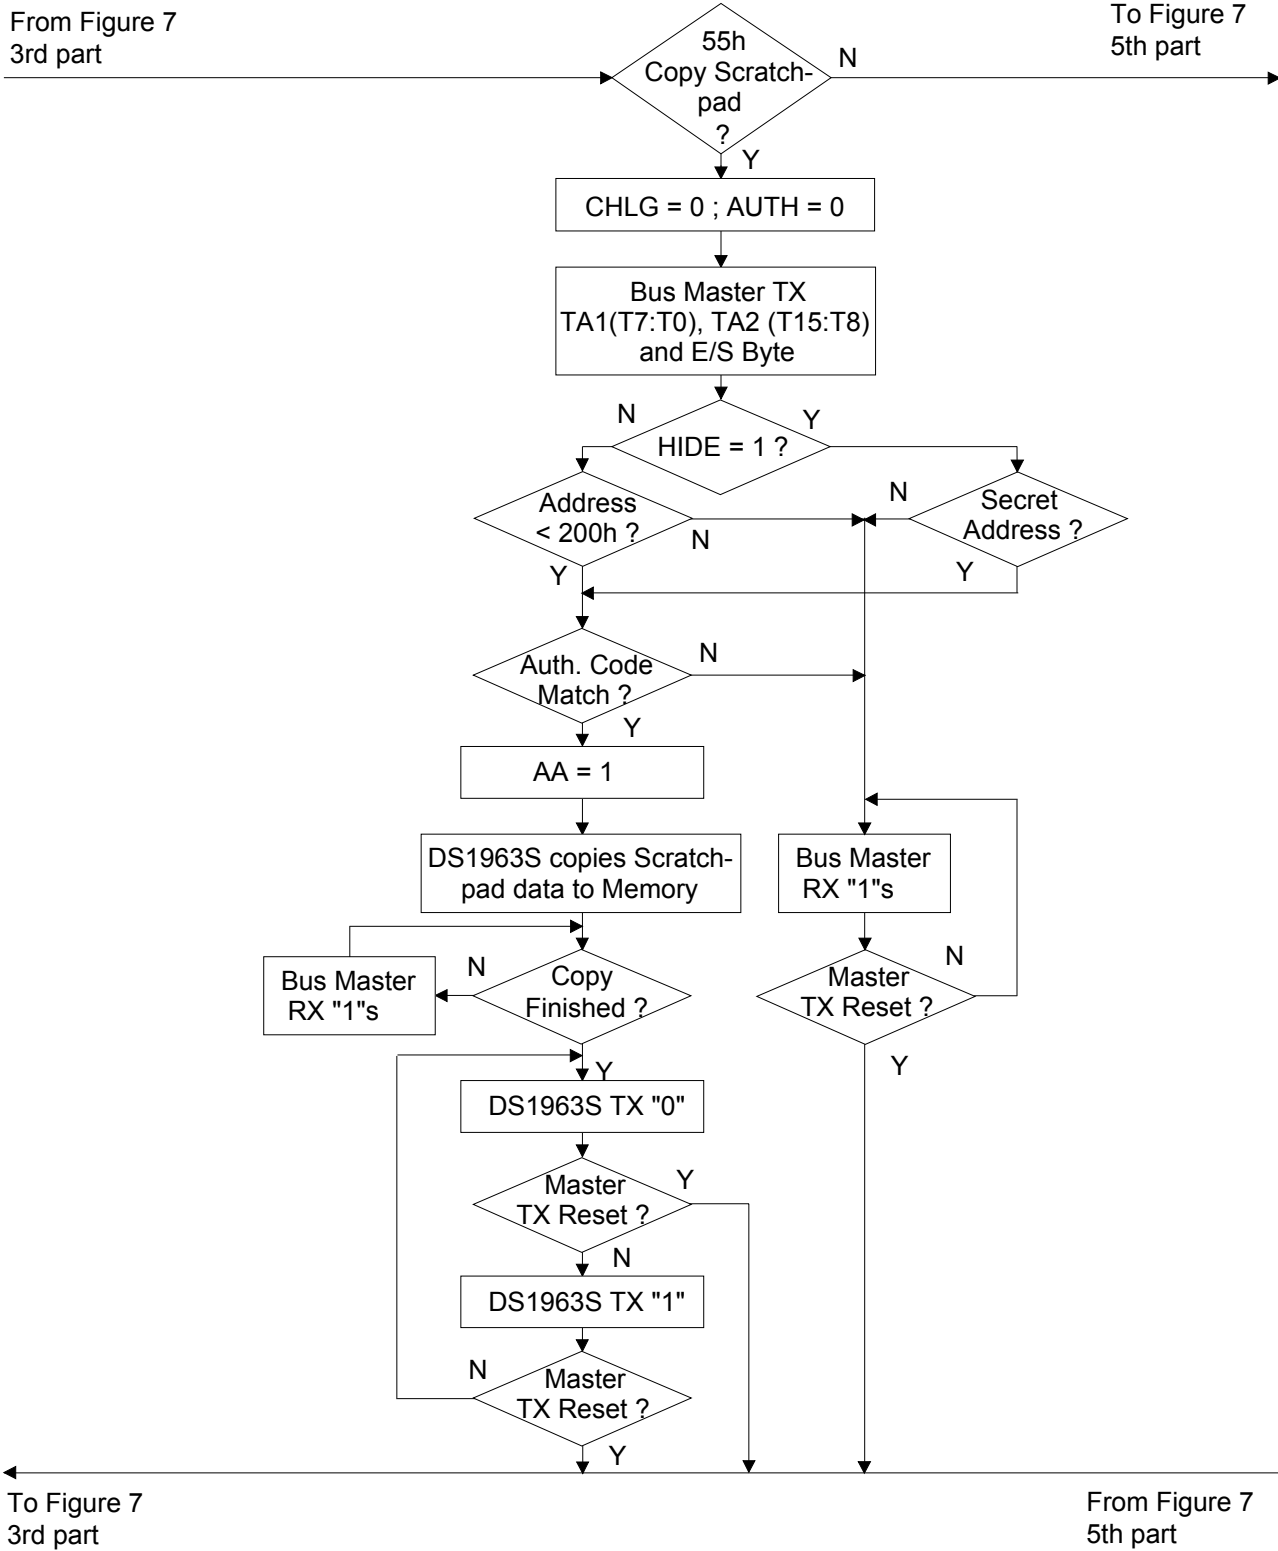 From Figure 7
3rd part
To Figure 7
5th part
55h
Copy Scratch-
pad
?
N
Y
CHLG = 0 ; AUTH = 0
Bus Master TX
TA1(T7:T0), TA2 (T15:T8)
and E/S Byte
N
Y
HIDE = 1 ?
Address
< 200h ?
N
Y
N
Secret
Address ?
Y
Auth. Code
Match ?
N
Y
AA = 1
DS1963S copies Scratch-
pad data to Memory
Bus Master
RX "1"s
Bus Master
RX "1"s
N
Copy
Finished ?
Y
Master
TX Reset ?
N
Y
DS1963S TX "0"
Master
TX Reset ?
Y
N
DS1963S TX "1"
N
Master
TX Reset ?
Y
To Figure 7
3rd part
From Figure 7
5th part